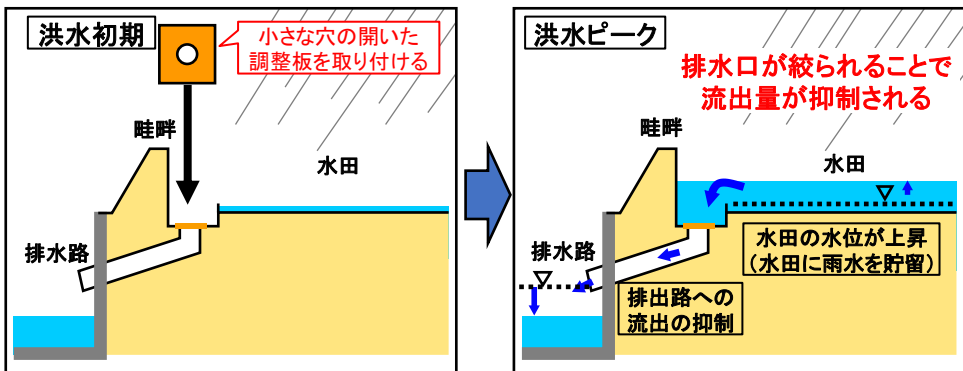 洪水初期
小さな穴の開いた
調整板を取り付ける
畦畔
水田
排水路
洪水ピーク
排水口が絞られることで
流出量が抑制される
畦畔
水田
水田の水位が上昇
(水田に雨水を貯留)
排水路
排出路への
流出の抑制